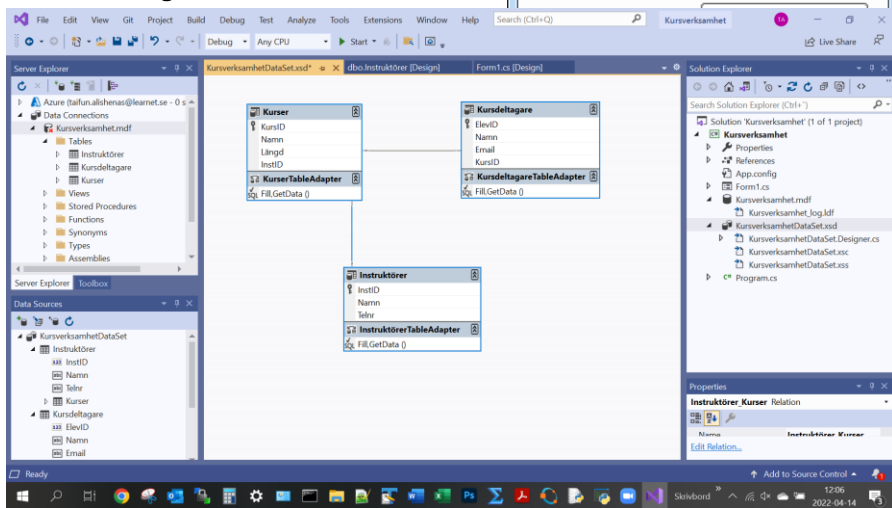 File Edit View Git Project Build Debug Test Analyze Tools Extensions Window Help Search (Ctrl+Q) Kursverksamhet TA
Debug Any CPU Start Live Share
Server Explorer
Azure (taifun.alishenas@learnet.se - 0 s
Data Connections
Kursverksamhet.mdf
Tables
Instruktörer
Kursdeltagare
Kurser
Views
Stored Procedures
Functions
Synonyms
Types
Assemblies
Server Explorer Toolbox
Data Sources
KursverksamhetDataSet
Instruktörer
InstID
Namn
Telnr
Kurser
Kursdeltagare
ElevID
Namn
Email
KursverksamhetDataSet.xsd* dbo.Instruktörer [Design] Form1.cs [Design]
Kurser
KursID
Namn
Längd
InstID
KurserTableAdapter
Fill,GetData ()
Kursdeltagare
ElevID
Namn
Email
KursID
KursdeltagareTableAdapter
Fill,GetData ()
Instruktörer
InstID
Namn
Telnr
InstruktörerTableAdapter
Fill,GetData ()
Solution Explorer
Search Solution Explorer (Ctrl+¨)
Solution 'Kursverksamhet' (1 of 1 project)
Kursverksamhet
Properties
References
App.config
Form1.cs
Kursverksamhet.mdf
Kursverksamhet_log.ldf
KursverksamhetDataSet.xsd
KursverksamhetDataSet.Designer.cs
KursverksamhetDataSet.xsc
KursverksamhetDataSet.xss
Program.cs
Properties
Instruktörer_Kurser Relation
Name Instruktörer_Kurser
Edit Relation...
Ready Add to Source Control
Skrivbord 12:06
2022-04-14